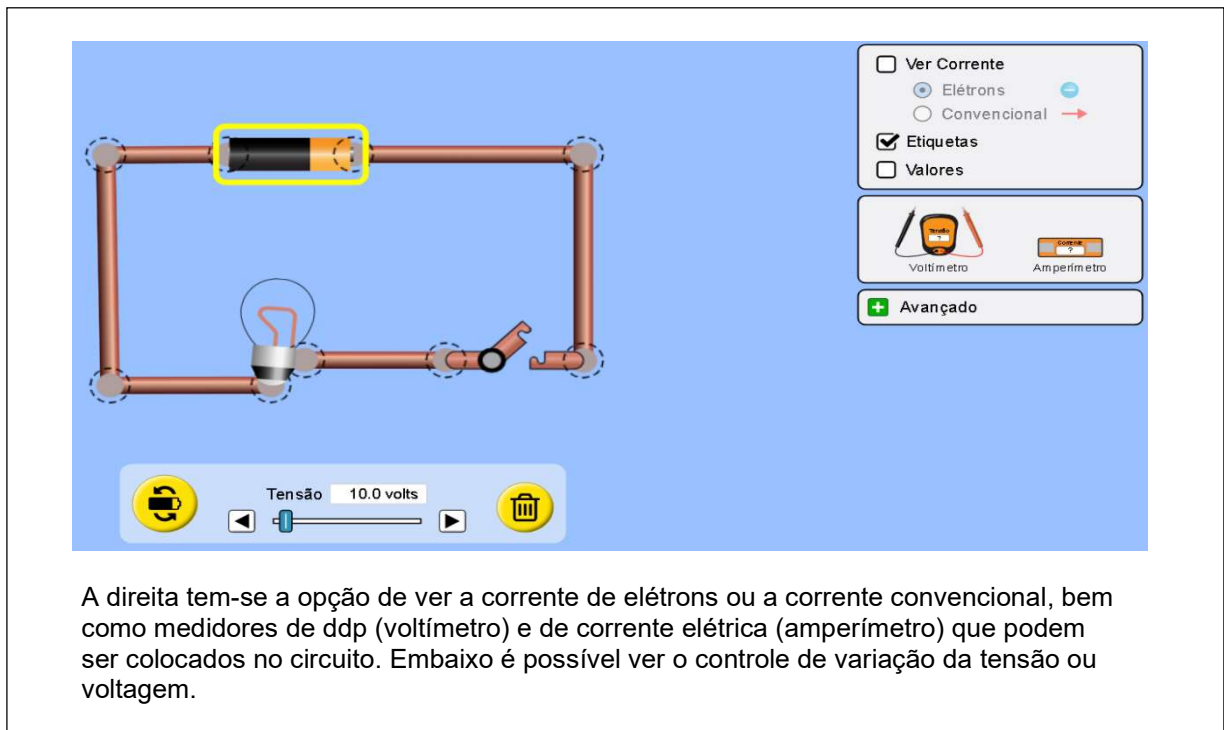 Ver Corrente
Elétrons
Convencional
Etiquetas
Valores
Tensão
?
Voltímetro
Corrente
?
Amperímetro
Avançado
Tensão 10.0 volts
A direita tem-se a opção de ver a corrente de elétrons ou a corrente convencional, bem
como medidores de ddp (voltímetro) e de corrente elétrica (amperímetro) que podem
ser colocados no circuito. Embaixo é possível ver o controle de variação da tensão ou
voltagem.